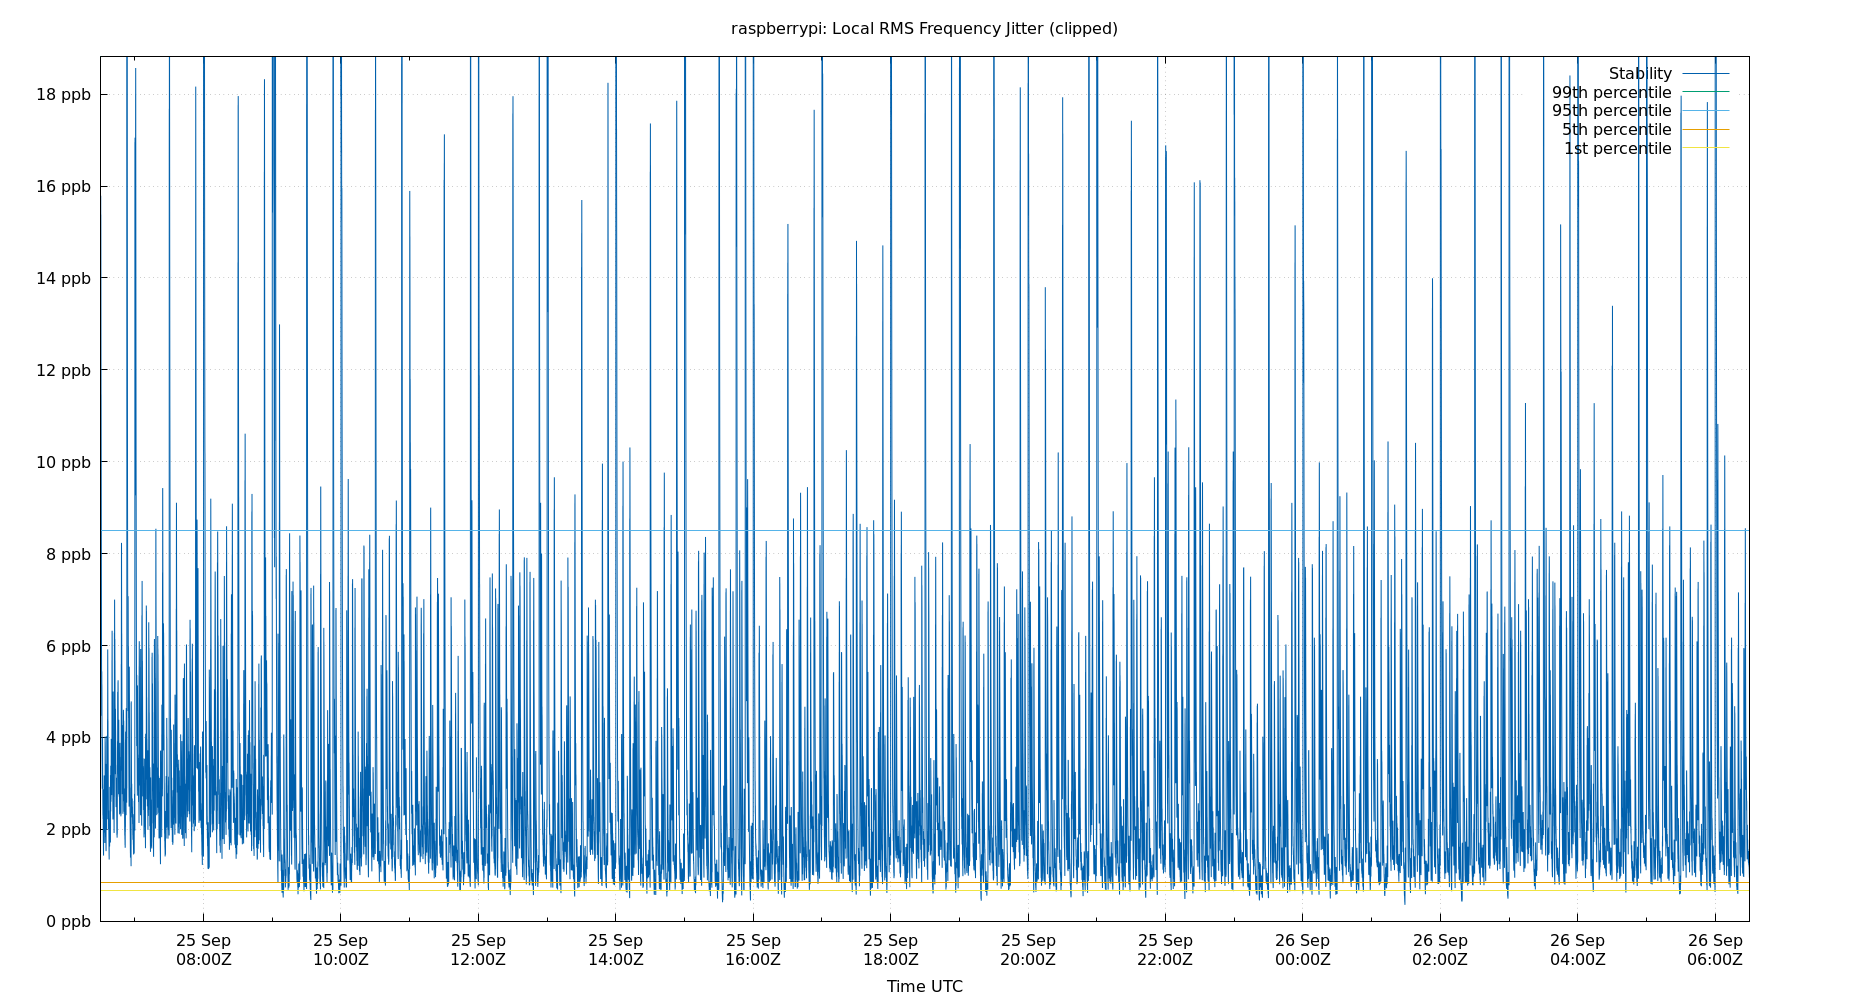 raspberrypi: Local RMS Frequency Jitter (clipped)
Stability
99th percentile
95th percentile
5th percentile
1st percentile
18 ppb
16 ppb
14 ppb
12 ppb
10 ppb
8 ppb
6 ppb
4 ppb
2 ppb
0 ppb
25 Sep 25 Sep 25 Sep 25 Sep 25 Sep 25 Sep 25 Sep 25 Sep 26 Sep 26 Sep 26 Sep 26 Sep
08:00Z 10:00Z 12:00Z 14:00Z 16:00Z 18:00Z 20:00Z 22:00Z 00:00Z 02:00Z 04:00Z 06:00Z
Time UTC